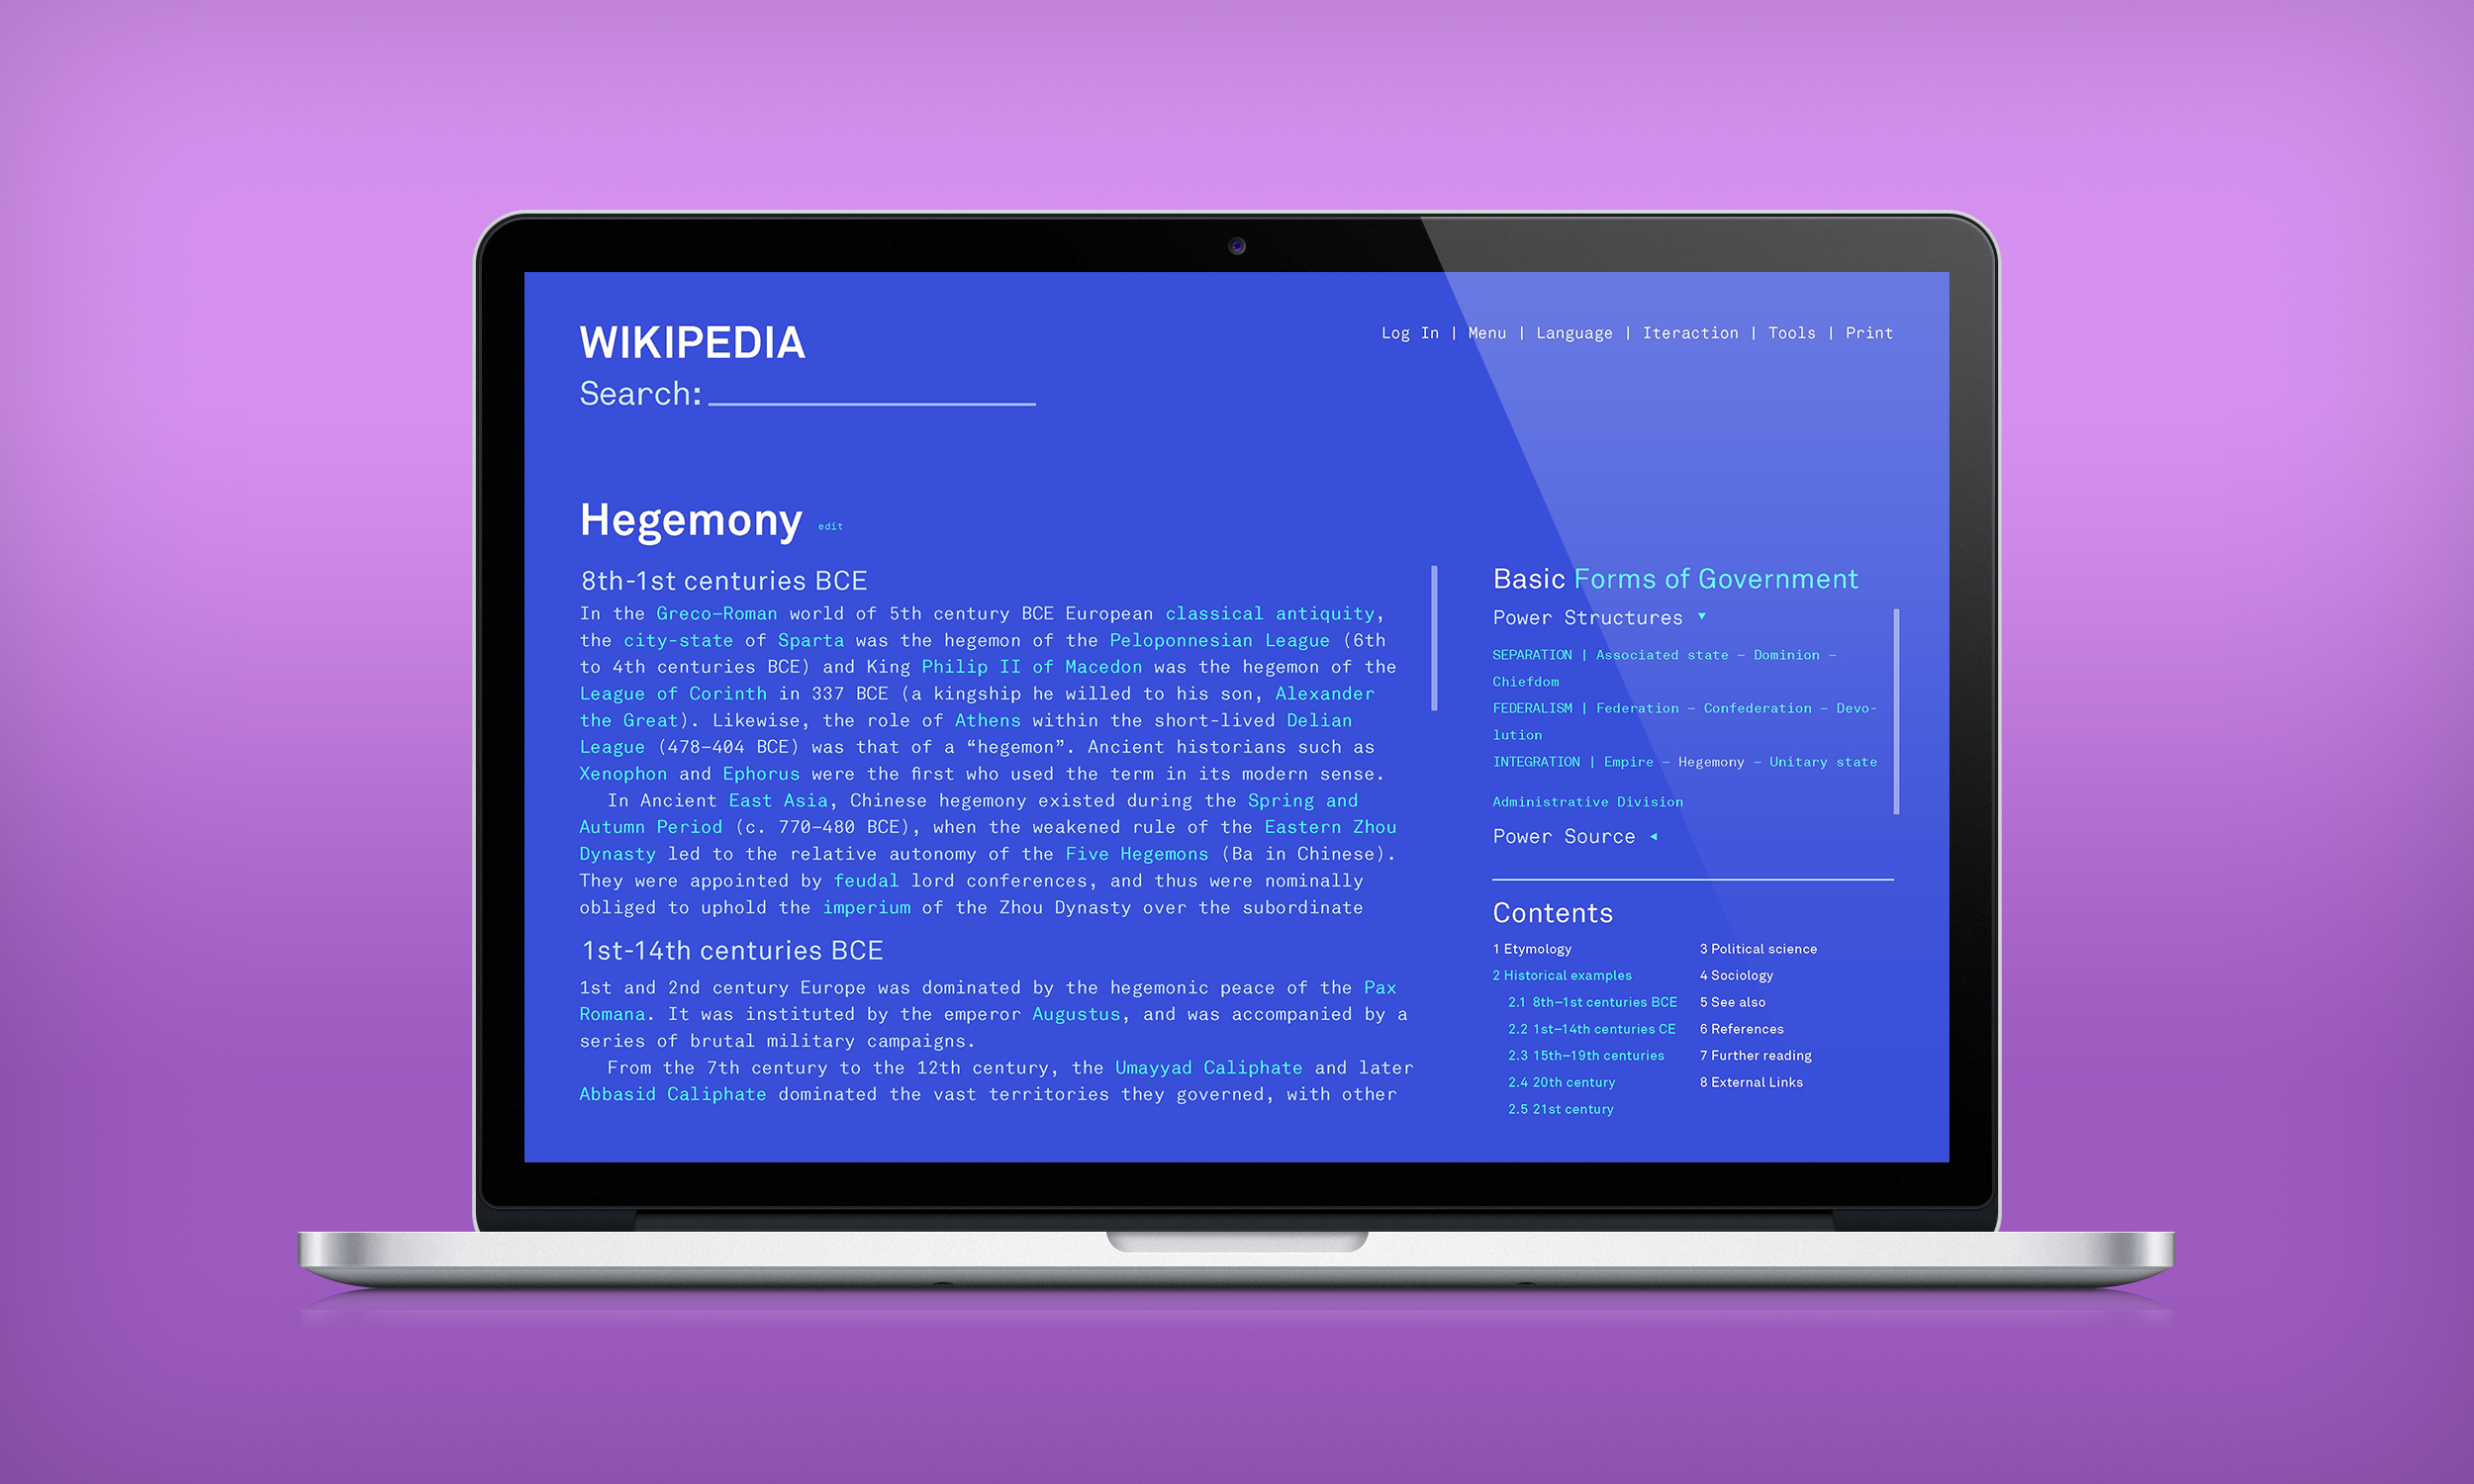 WIKIPEDIA
Log In | Menu | Language | Iteraction | Tools | Print
Search:
Hegemony edit
8th-1st centuries BCE
In the Greco–Roman world of 5th century BCE European classical antiquity,
the city-state of Sparta was the hegemon of the Peloponnesian League (6th
to 4th centuries BCE) and King Philip II of Macedon was the hegemon of the
League of Corinth in 337 BCE (a kingship he willed to his son, Alexander
the Great). Likewise, the role of Athens within the short-lived Delian
League (478–404 BCE) was that of a “hegemon”. Ancient historians such as
Xenophon and Ephorus were the first who used the term in its modern sense.
In Ancient East Asia, Chinese hegemony existed during the Spring and
Autumn Period (c. 770–480 BCE), when the weakened rule of the Eastern Zhou
Dynasty led to the relative autonomy of the Five Hegemons (Ba in Chinese).
They were appointed by feudal lord conferences, and thus were nominally
obliged to uphold the imperium of the Zhou Dynasty over the subordinate
1st-14th centuries BCE
1st and 2nd century Europe was dominated by the hegemonic peace of the Pax
Romana. It was instituted by the emperor Augustus, and was accompanied by a
series of brutal military campaigns.
From the 7th century to the 12th century, the Umayyad Caliphate and later
Abbasid Caliphate dominated the vast territories they governed, with other
Basic Forms of Government
Power Structures ▼
SEPARATION | Associated state – Dominion –
Chiefdom
FEDERALISM | Federation – Confederation – Devo-
lution
INTEGRATION | Empire – Hegemony – Unitary state
Administrative Division
Power Source ◄
Contents
1 Etymology
2 Historical examples
2.1 8th–1st centuries BCE
2.2 1st–14th centuries CE
2.3 15th–19th centuries
2.4 20th century
2.5 21st century
3 Political science
4 Sociology
5 See also
6 References
7 Further reading
8 External Links